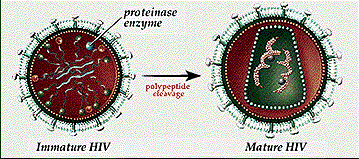 proteinase
enzyme
polypeptide
cleavage
Immature HIV
Mature HIV